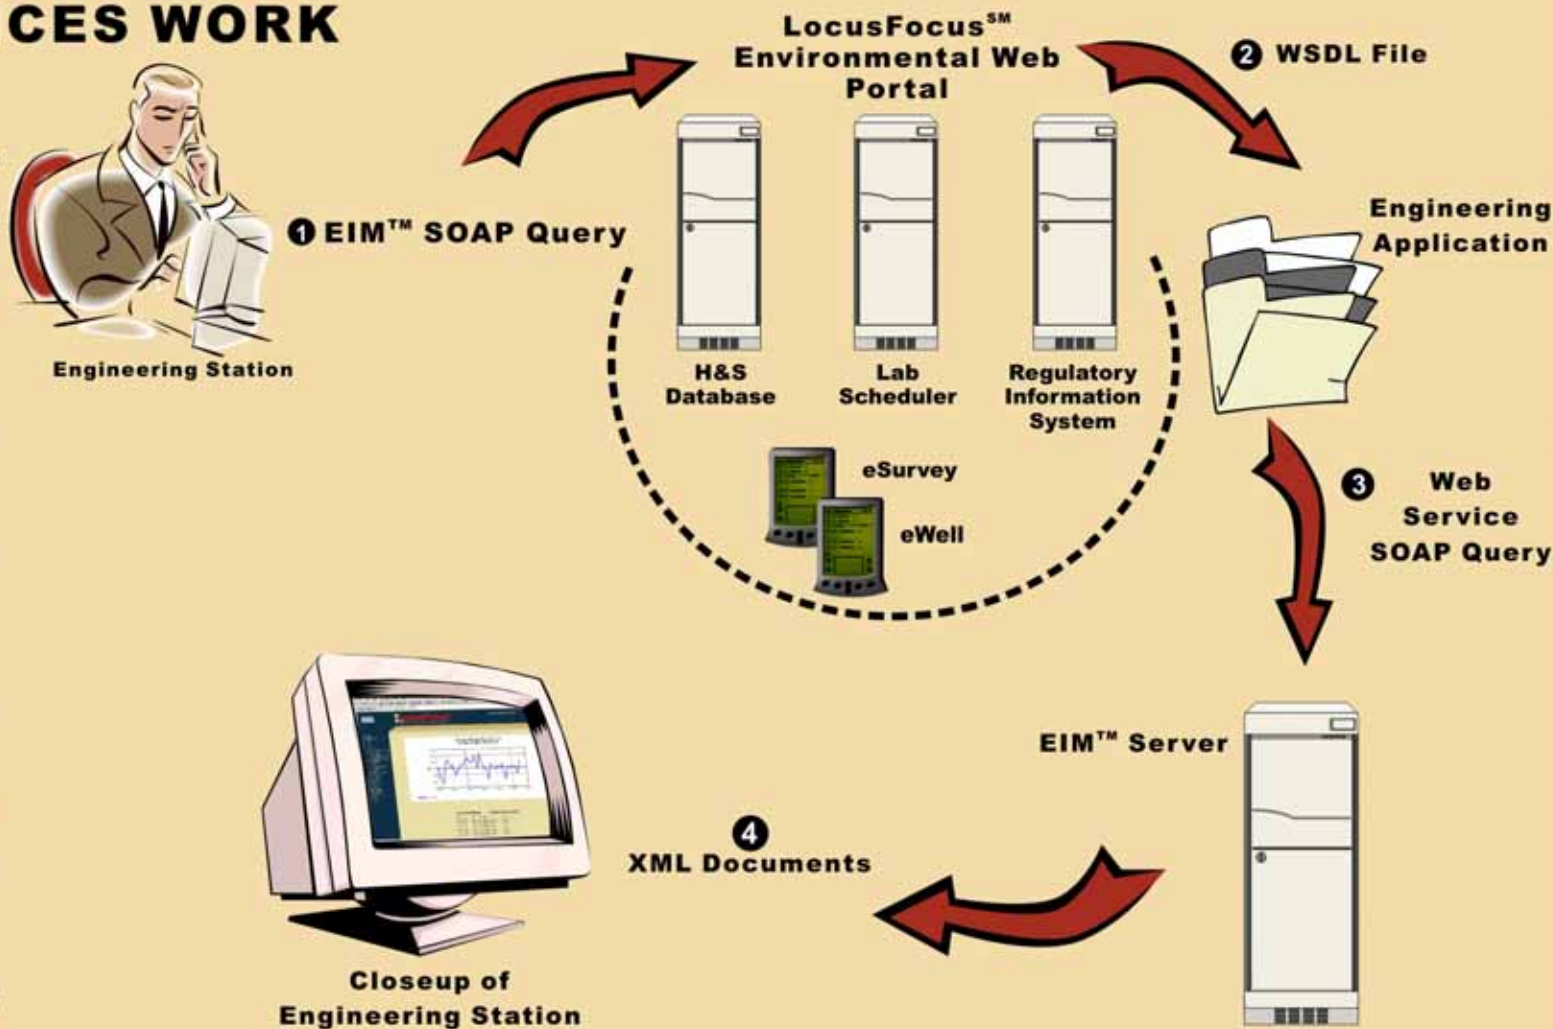 CES WORK
LocusFocus℠
Environmental Web
Portal
❷ WSDL File
❶ EIM™ SOAP Query
Engineering Station
Engineering
Application
H&S
Database
Lab
Scheduler
Regulatory
Information
System
eSurvey
eWell
❸ Web
Service
SOAP Query
EIM™ Server
❹
XML Documents
Closeup of
Engineering Station